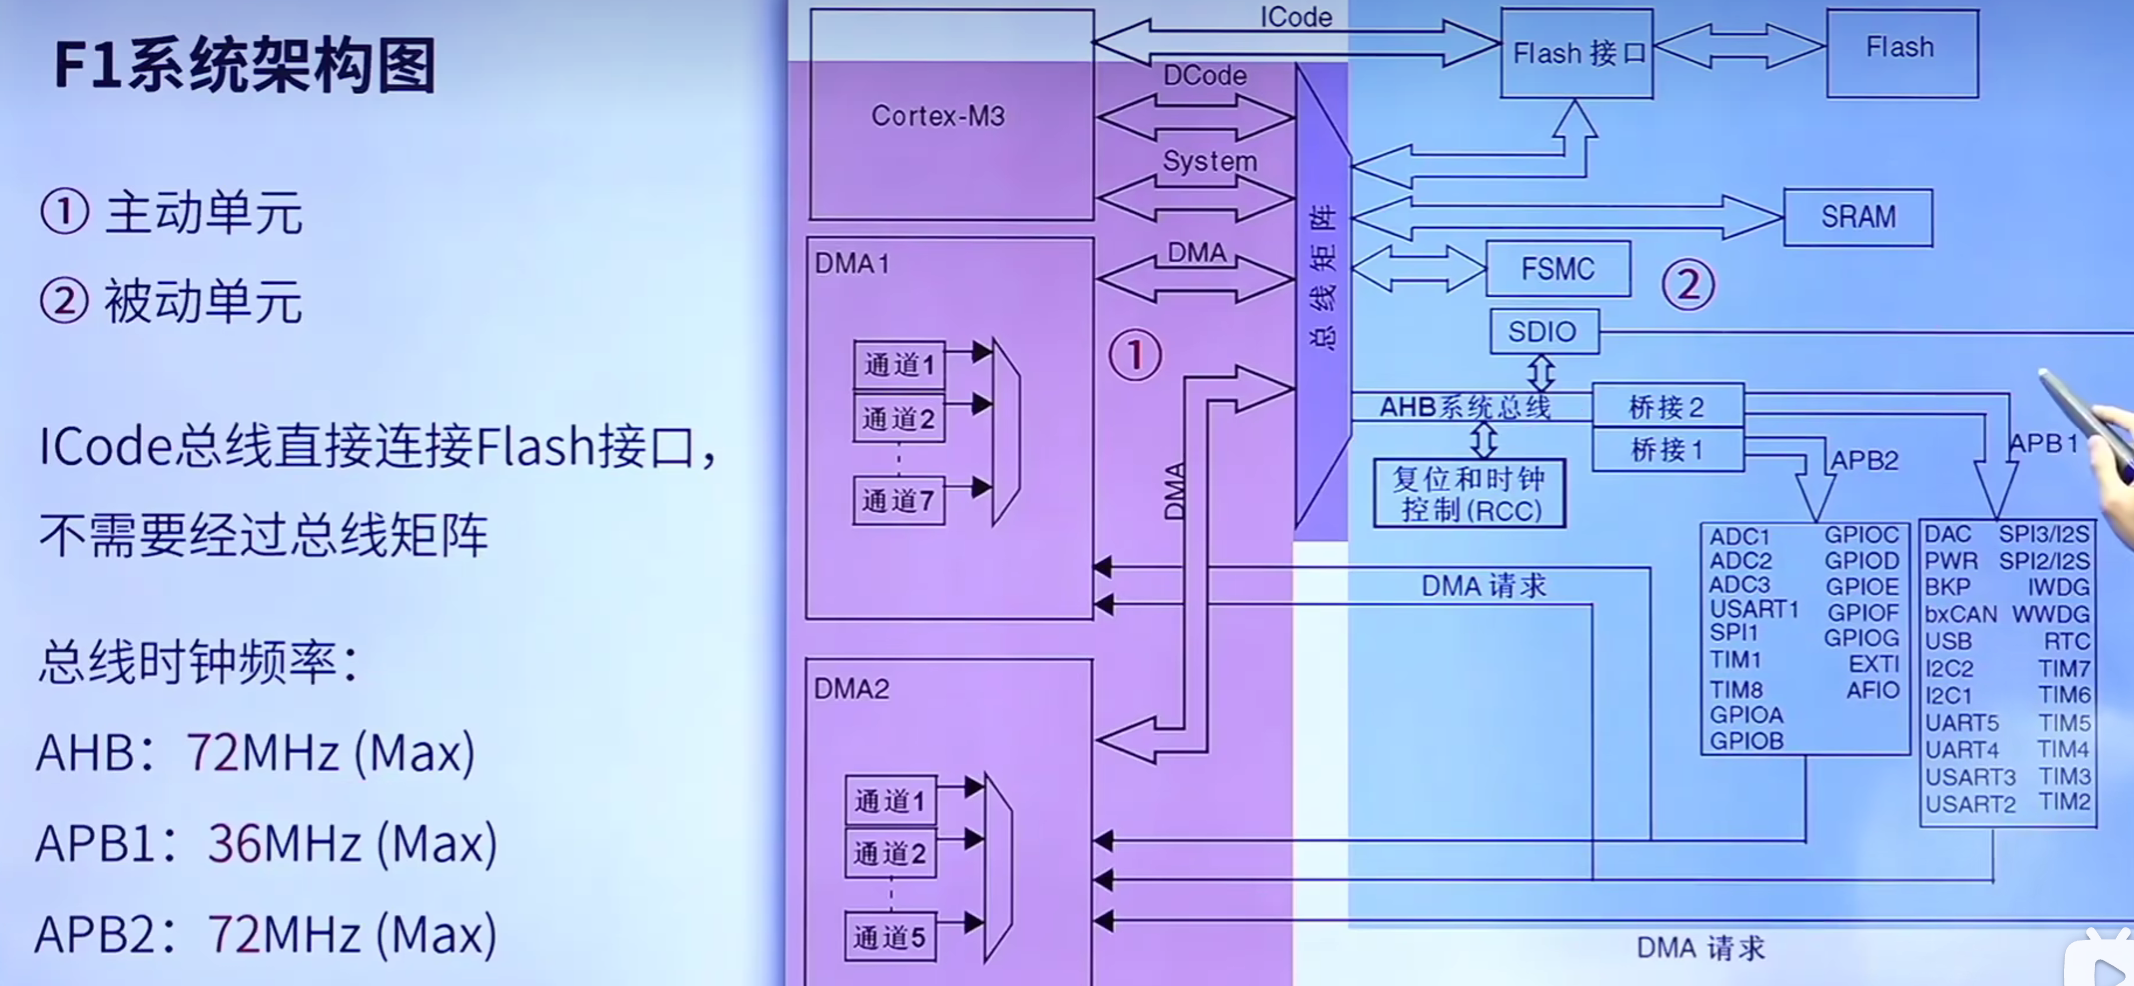 F1系统架构图
① 主动单元
② 被动单元
ICode总线直接连接Flash接口，
不需要经过总线矩阵
总线时钟频率：
AHB：72MHz (Max)
APB1：36MHz (Max)
APB2：72MHz (Max)
ICode
Flash 接口
Flash
DCode
Cortex-M3
System
SRAM
DMA
FSMC
②
DMA1
总线矩阵
SDIO
①
通道1
通道2
通道7
AHB系统总线
桥接2
桥接1
APB2
APB1
复位和时钟
控制(RCC)
DMA
DMA 请求
ADC1 GPIOC
ADC2 GPIOD
ADC3 GPIOE
USART1 GPIOF
SPI1 GPIOG
TIM1 EXTI
TIM8 AFIO
GPIOA
GPIOB
DAC SPI3/I2S
PWR SPI2/I2S
BKP IWDG
bxCAN WWDG
USB RTC
I2C2 TIM7
I2C1 TIM6
UART5 TIM5
UART4 TIM4
USART3 TIM3
USART2 TIM2
DMA2
通道1
通道2
通道5
DMA 请求